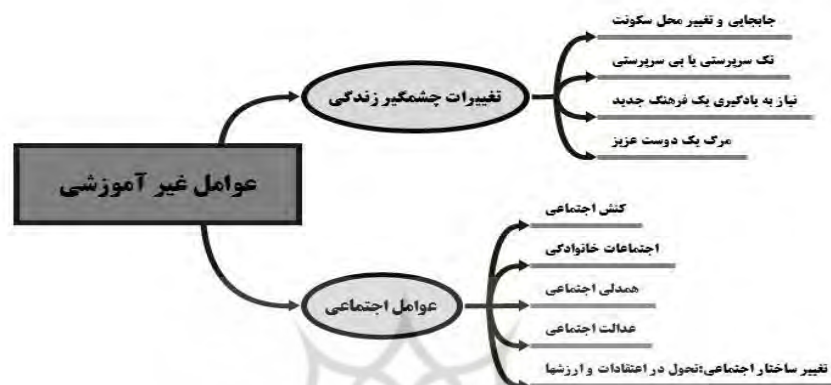 عوامل غیر آموزشی
تغییرات چشمگیر زندگی
جابجایی و تغییر محل سکونت
تک سرپرستی یا بی سرپرستی
نیاز به یادگیری یک فرهنگ جدید
مرگ یک دوست عزیز
عوامل اجتماعی
کنش اجتماعی
اجتماعات خانوادگی
همدلی اجتماعی
عدالت اجتماعی
تغییر ساختار اجتماعی:تحول در اعتقادات و ارزشها